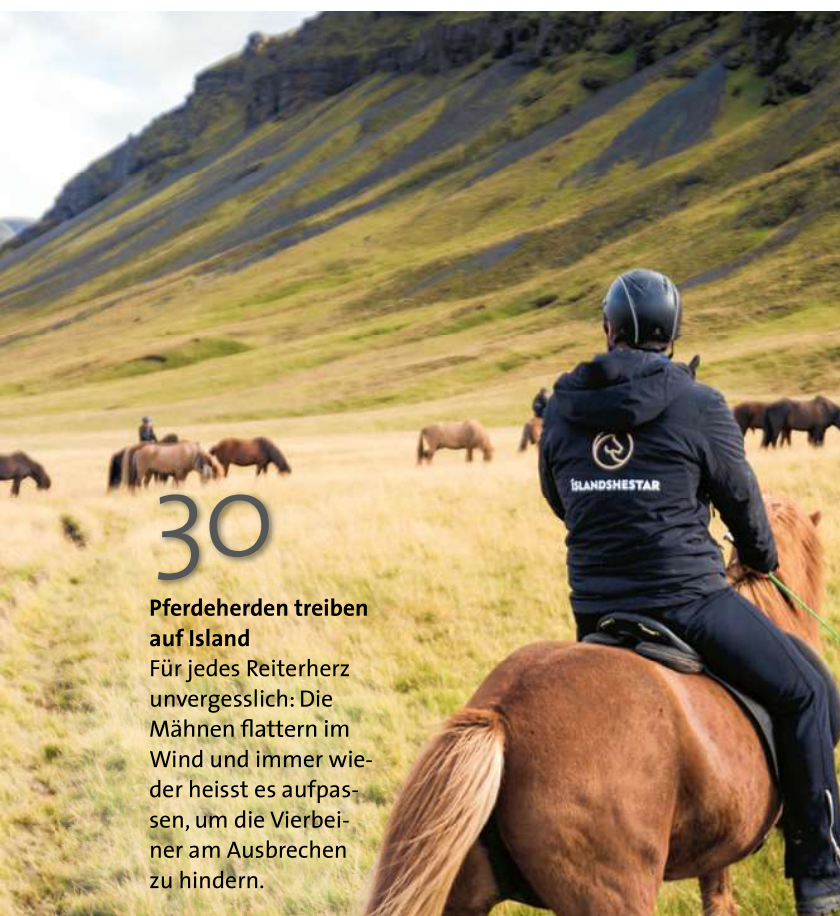 ÍSLANDSHESTAR
30
Pferdeherden treiben
auf Island
Für jedes Reiterherz
unvergesslich: Die
Mähnen flattern im
Wind und immer wie-
der heisst es aufpas-
sen, um die Vierbei-
ner am Ausbrechen
zu hindern.